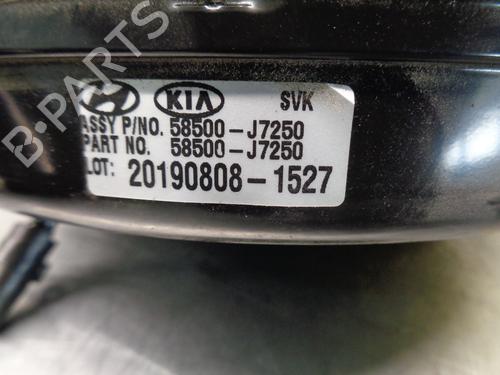 B-PARTS
KIA SVK
ASSY P/NO. 58500-J7250
PART NO. 58500-J7250
LOT: 20190808-1527